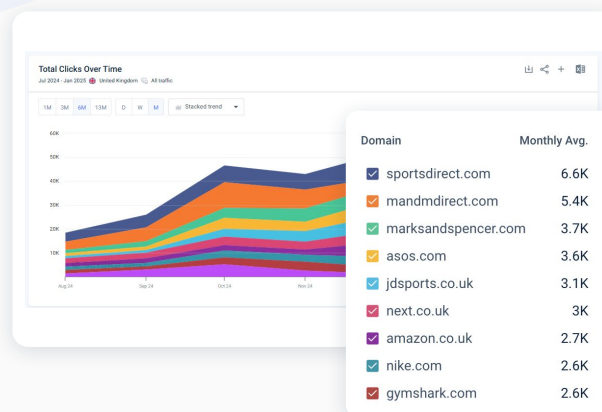 Total Clicks Over Time
Jul 2024 - Jan 2025 United Kingdom All traffic
1M 3M 6M 13M D W M Stacked trend
60K
50K
40K
30K
20K
10K
Aug 24 Sep 24 Oct 24 Nov 24
Domain Monthly Avg.
sportsdirect.com 6.6K
mandmdirect.com 5.4K
marksandspencer.com 3.7K
asos.com 3.6K
jdsports.co.uk 3.1K
next.co.uk 3K
amazon.co.uk 2.7K
nike.com 2.6K
gymshark.com 2.6K